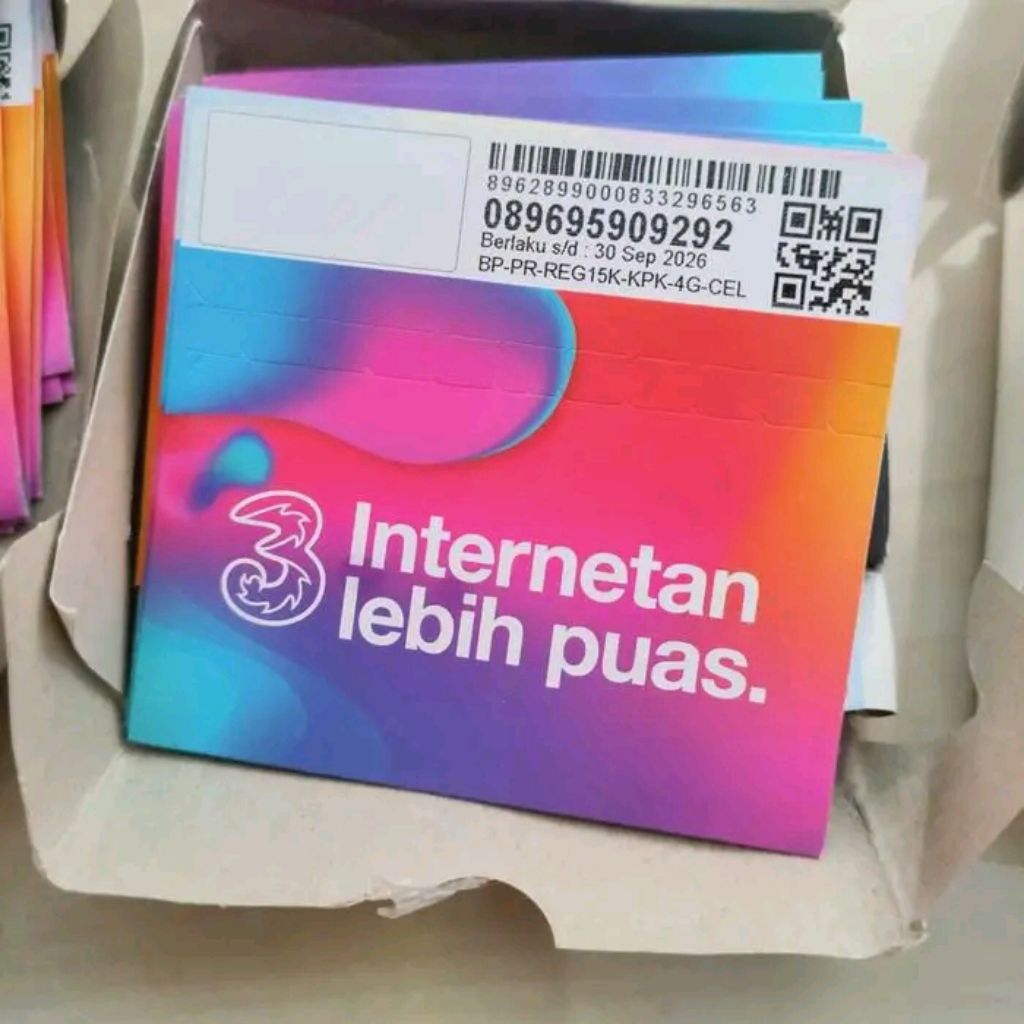 8962899000833296563
089695909292
Berlaku s/d : 30 Sep 2026
BP-PR-REG15K-KPK-4G-CEL
3
Internetan
lebih puas.